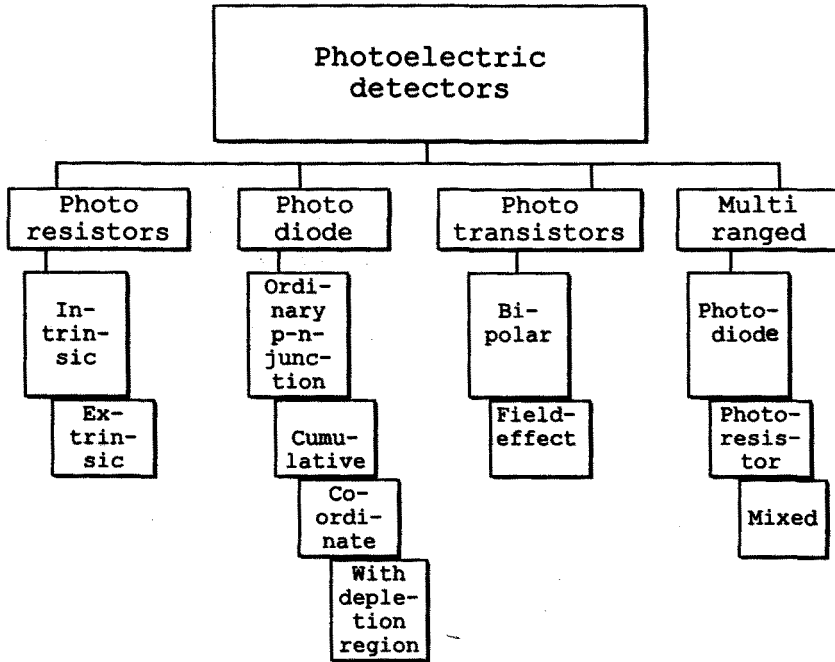 Photoelectric
detectors
Photo
resistors
In-
trin-
sic
Ex-
trin-
sic
Photo
diode
Ordi-
nary
p-n-
junc-
tion
Cumu-
lative
Co-
ordi-
nate
With
deple-
tion
region
Photo
transistors
Bi-
polar
Field-
effect
Multi
ranged
Photo-
diode
Photo-
resis-
tor
Mixed